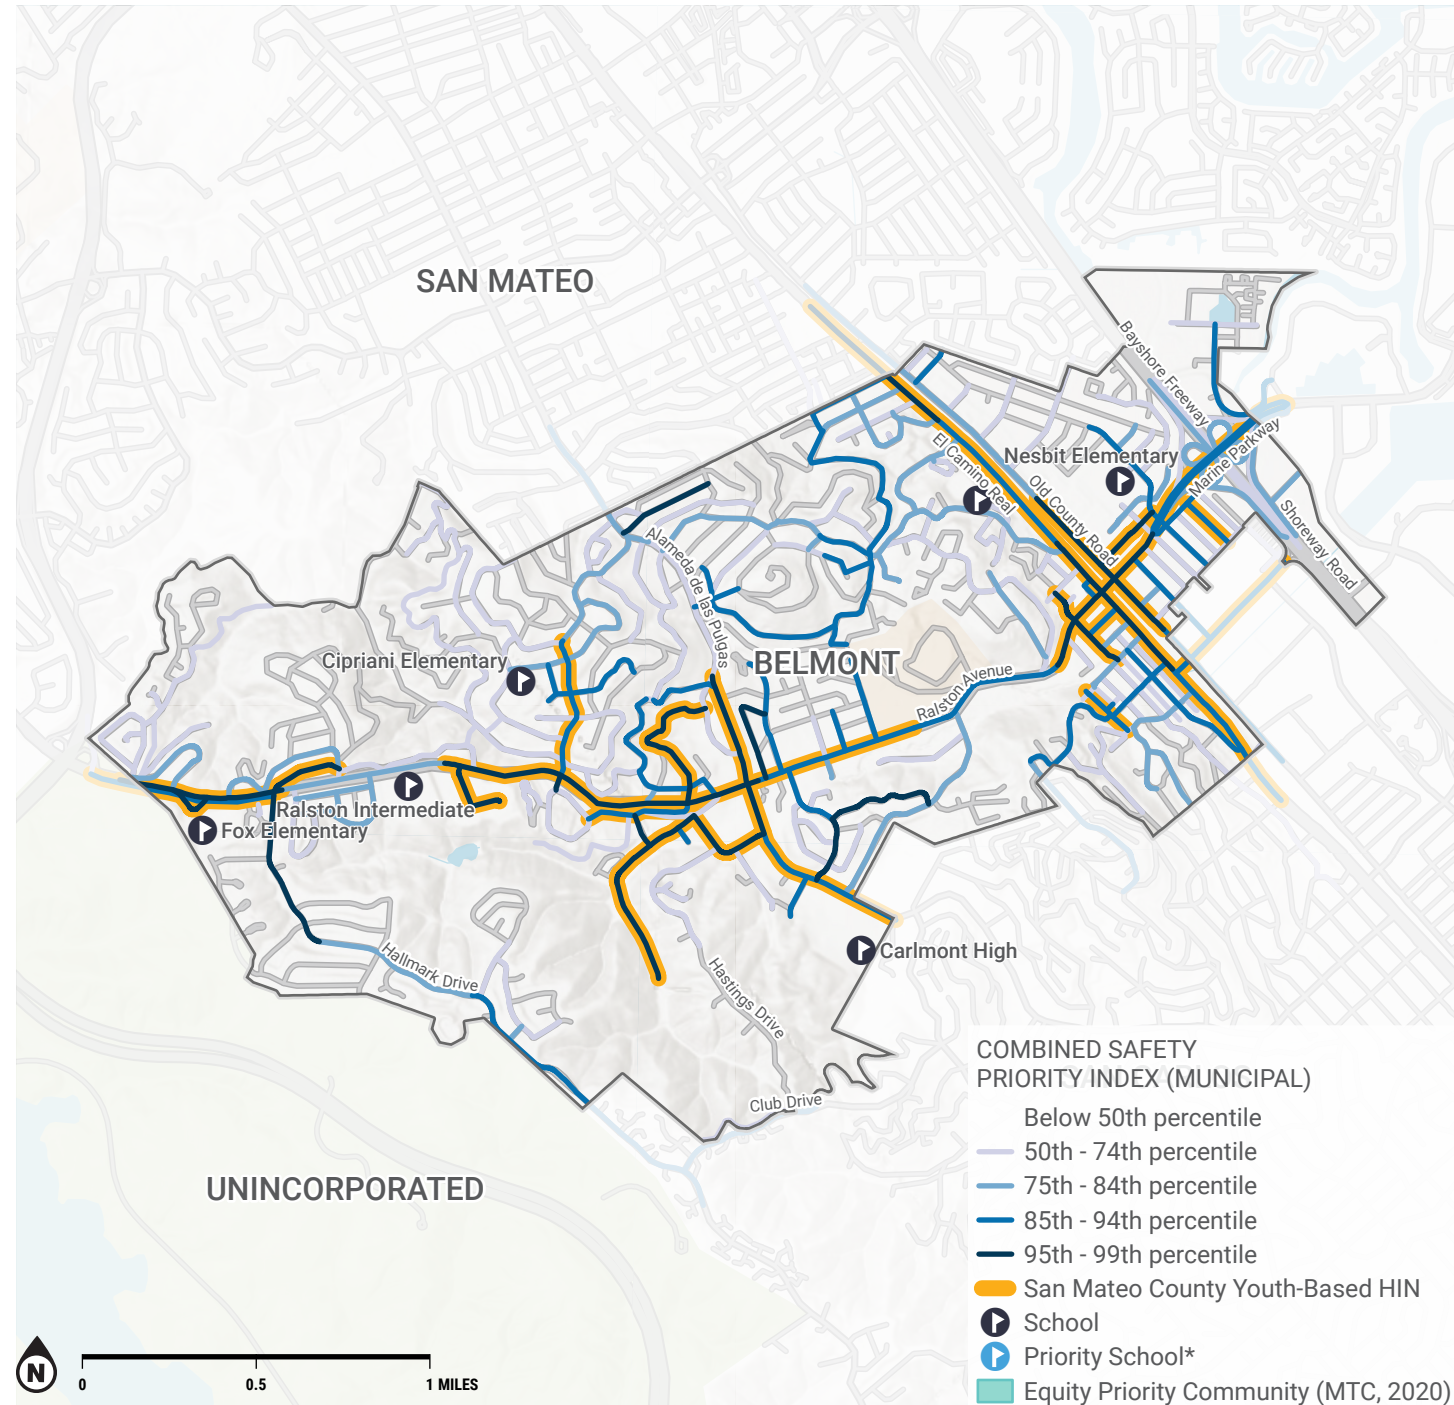 SAN MATEO
Bayshore Freeway
El Camino Real
Nesbit Elementary
Marine Parkway
Old County Road
Shoreway Road
Alameda de las Pulgas
Cipriani Elementary
BELMONT
Ralston Avenue
Ralston Intermediate
Fox Elementary
Hallmark Drive
Carlmont High
Hastings Drive
Club Drive
UNINCORPORATED
COMBINED SAFETY
PRIORITY INDEX (MUNICIPAL)
Below 50th percentile
50th - 74th percentile
75th - 84th percentile
85th - 94th percentile
95th - 99th percentile
San Mateo County Youth-Based HIN
School
Priority School*
Equity Priority Community (MTC, 2020)
N
0 0.5 1 MILES